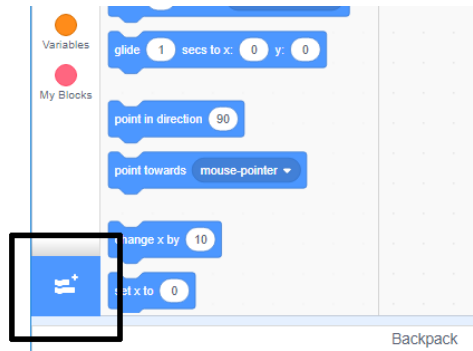 Variables
My Blocks
glide 1 secs to x: 0 y: 0
point in direction 90
point towards mouse-pointer
change x by 10
set x to 0
Backpack